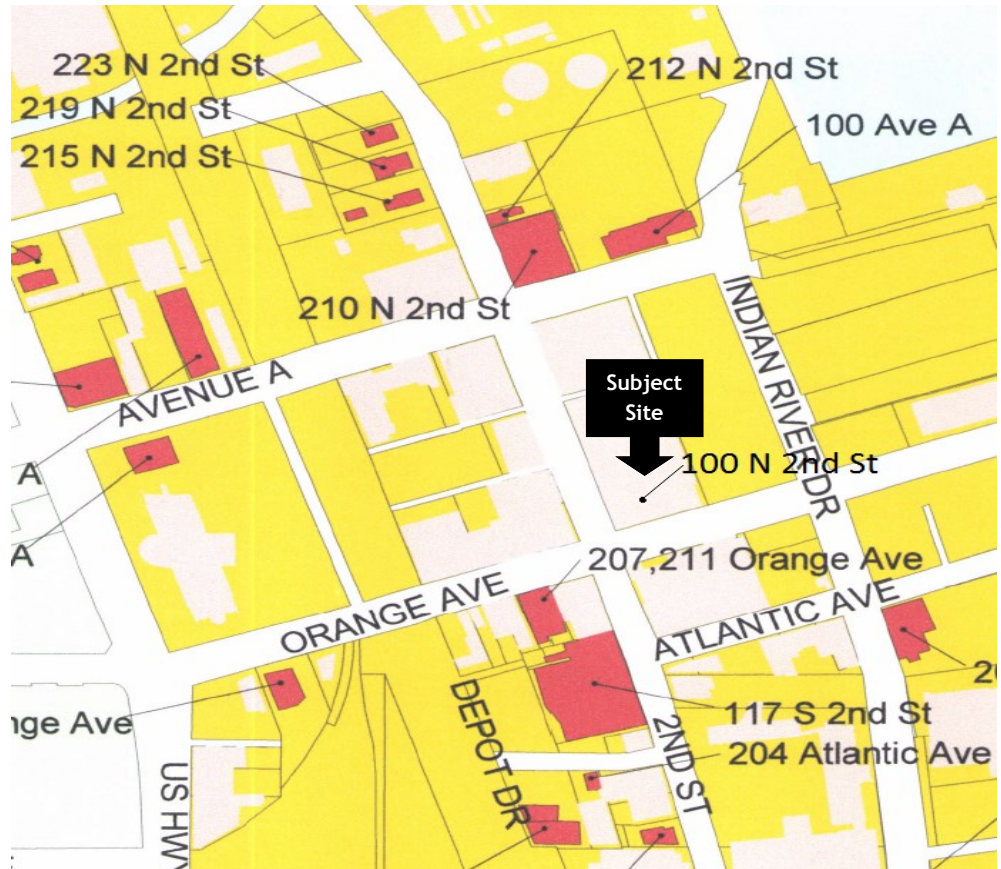 223 N 2nd St
212 N 2nd St
219 N 2nd St
100 Ave A
215 N 2nd St
210 N 2nd St
INDIAN RIVER DR
AVENUE A
Subject
Site
100 N 2nd St
A
A
207,211 Orange Ave
ORANGE AVE
ATLANTIC AVE
20
nge Ave
DEPOT DR
117 S 2nd St
2ND ST
204 Atlantic Ave
US HWY